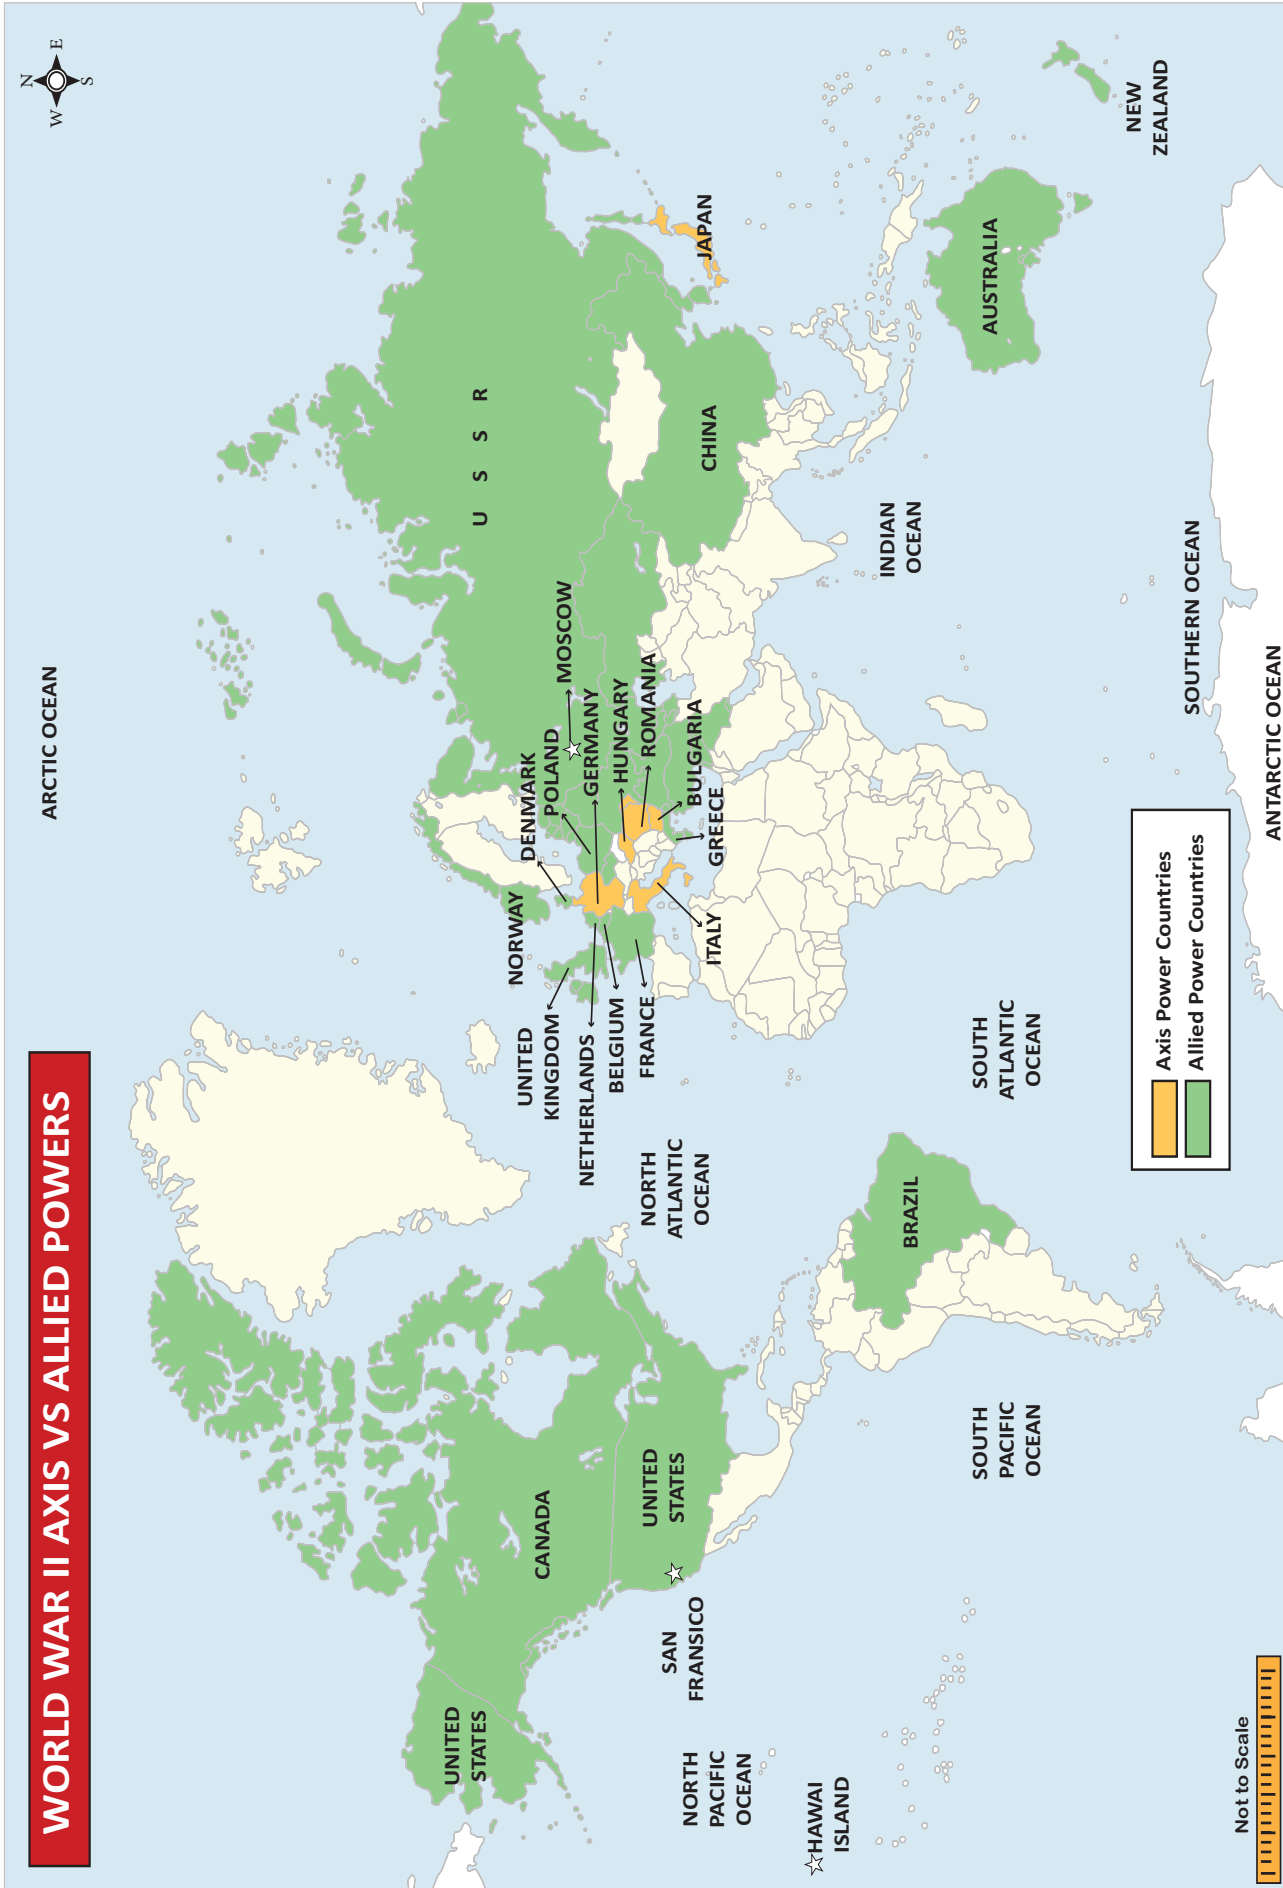 WORLD WAR II AXIS VS ALLIED POWERS
N
W
E
S
ARCTIC OCEAN
UNITED
STATES
CANADA
UNITED
STATES
SAN
FRANSICO
NORTH
PACIFIC
OCEAN
HAWAI
ISLAND
NORTH
ATLANTIC
OCEAN
NORWAY
UNITED
KINGDOM
NETHERLANDS
BELGIUM
FRANCE
DENMARK
POLAND
MOSCOW
GERMANY
HUNGARY
ROMANIA
BULGARIA
GREECE
ITALY
U S S R
CHINA
JAPAN
BRAZIL
SOUTH
PACIFIC
OCEAN
SOUTH
ATLANTIC
OCEAN
INDIAN
OCEAN
AUSTRALIA
NEW
ZEALAND
SOUTHERN OCEAN
ANTARCTIC OCEAN
Axis Power Countries
Allied Power Countries
Not to Scale